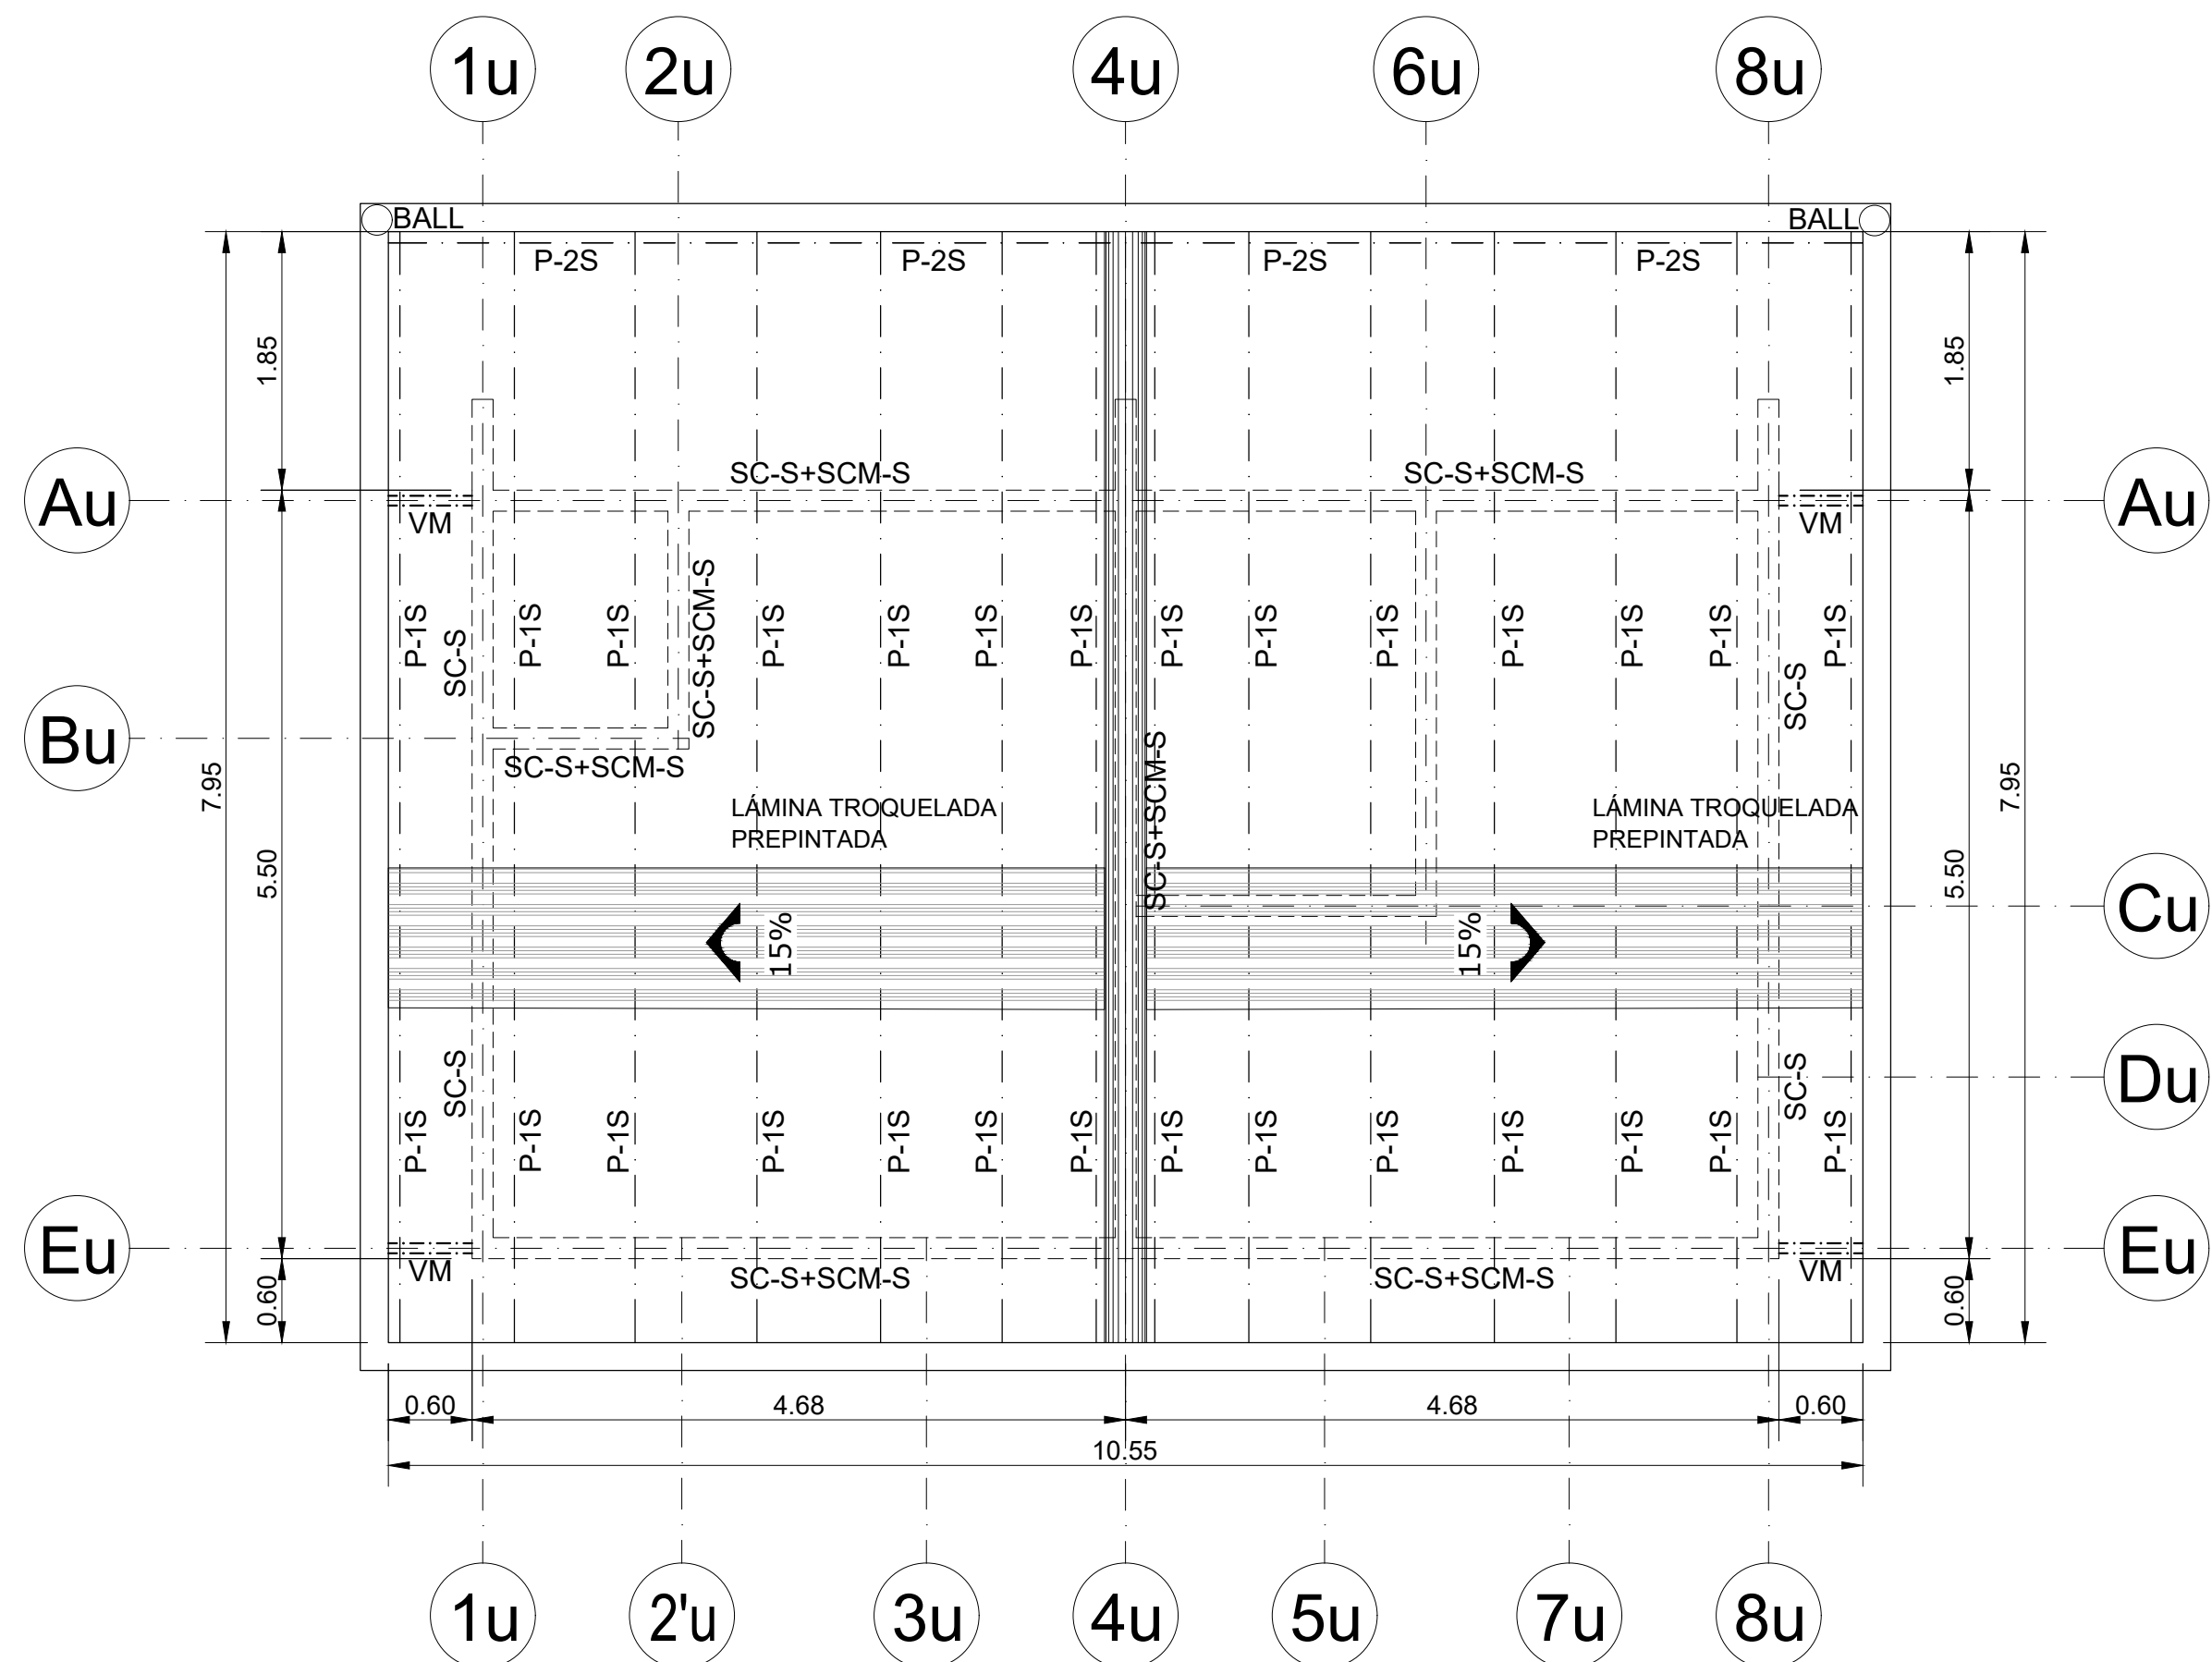 1u 2u 4u 6u 8u
BALL BALL
P-2S P-2S P-2S P-2S
1.85 1.85
SC-S+SCM-S SC-S+SCM-S
Au Au
VM VM
P-1S SC-S P-1S P-1S SC-S+SCM-S P-1S P-1S P-1S P-1S P-1S P-1S P-1S P-1S P-1S P-1S SC-S P-1S
Bu
SC-S+SCM-S
SC-S+SCM-S
7.95 7.95
LÁMINA TROQUELADA
PREPINTADA
LÁMINA TROQUELADA
PREPINTADA
5.50 5.50
Cu
15% 15%
Du
SC-S SC-S
P-1S P-1S P-1S P-1S P-1S P-1S P-1S P-1S P-1S P-1S P-1S P-1S P-1S P-1S
Eu Eu
VM VM
SC-S+SCM-S SC-S+SCM-S
0.60 0.60
0.60 4.68 4.68 0.60
10.55
1u 2'u 3u 4u 5u 7u 8u